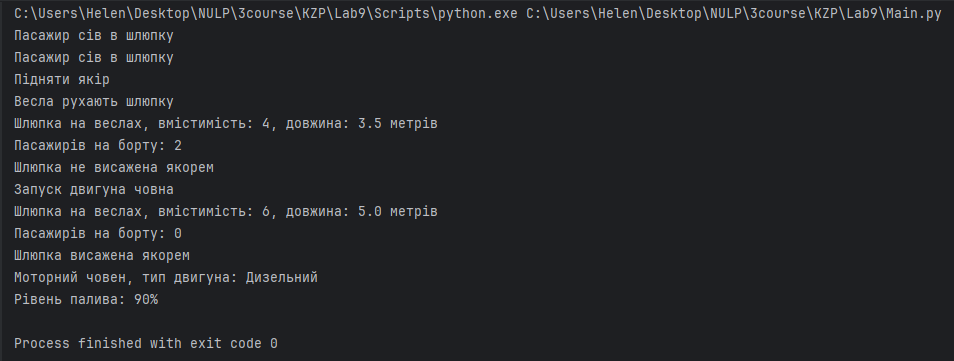 C:\Users\Helen\Desktop\NULP\3course\KZP\Lab9\Scripts\python.exe C:\Users\Helen\Desktop\NULP\3course\KZP\Lab9\Main.py
Пасажир сів в шлюпку
Пасажир сів в шлюпку
Підняти якір
Весла рухають шлюпку
Шлюпка на веслах, вмістимість: 4, довжина: 3.5 метрів
Пасажирів на борту: 2
Шлюпка не висажена якорем
Запуск двигуна човна
Шлюпка на веслах, вмістимість: 6, довжина: 5.0 метрів
Пасажирів на борту: 0
Шлюпка висажена якорем
Моторний човен, тип двигуна: Дизельний
Рівень палива: 90%
Process finished with exit code 0